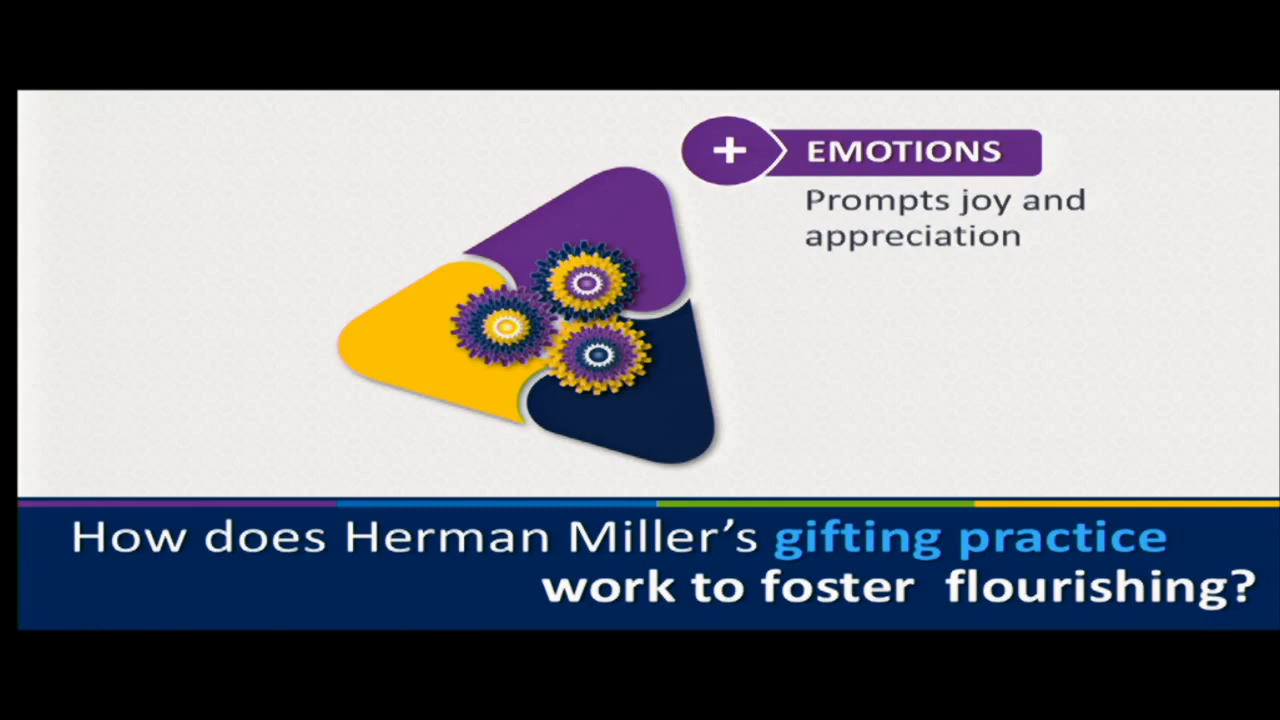 + EMOTIONS
Prompts joy and
appreciation
How does Herman Miller's gifting practice
work to foster flourishing?